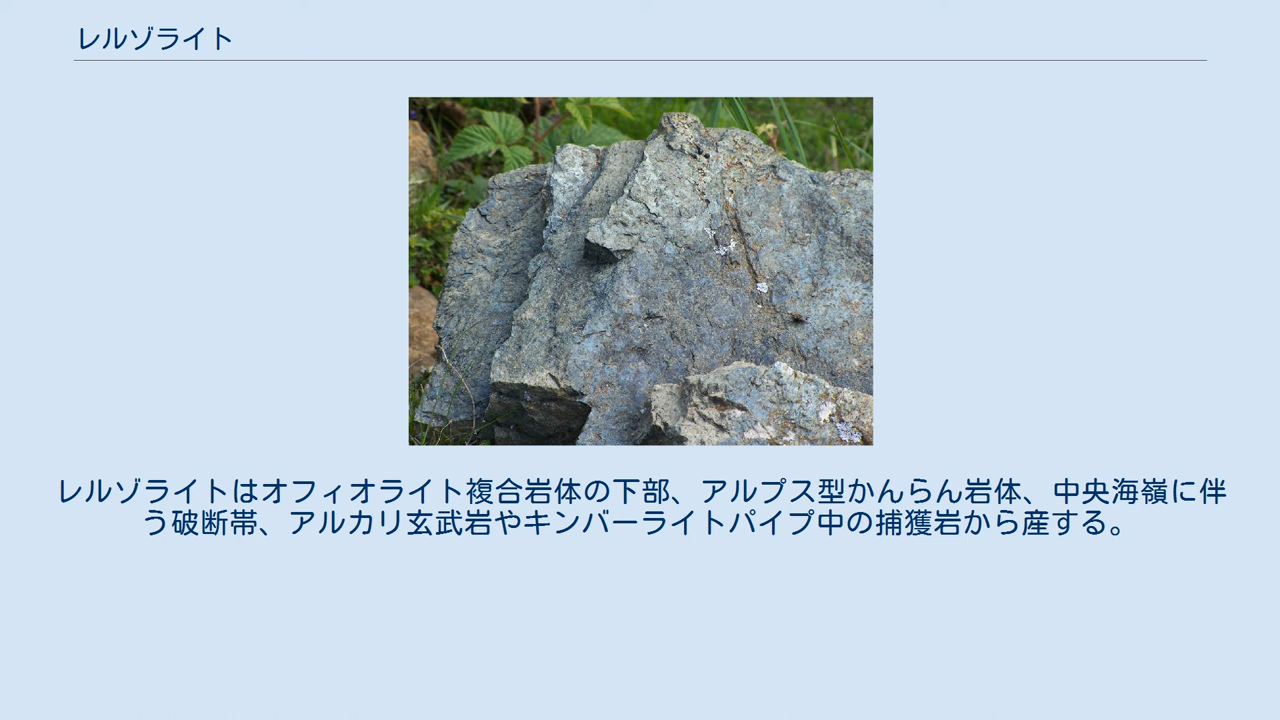 レルゾライト
レルゾライトはオフィオライト複合岩体の下部、アルプス型かんらん岩体、中央海嶺に伴
う破断帯、アルカリ玄武岩やキンバーライトパイプ中の捕獲岩から産する。